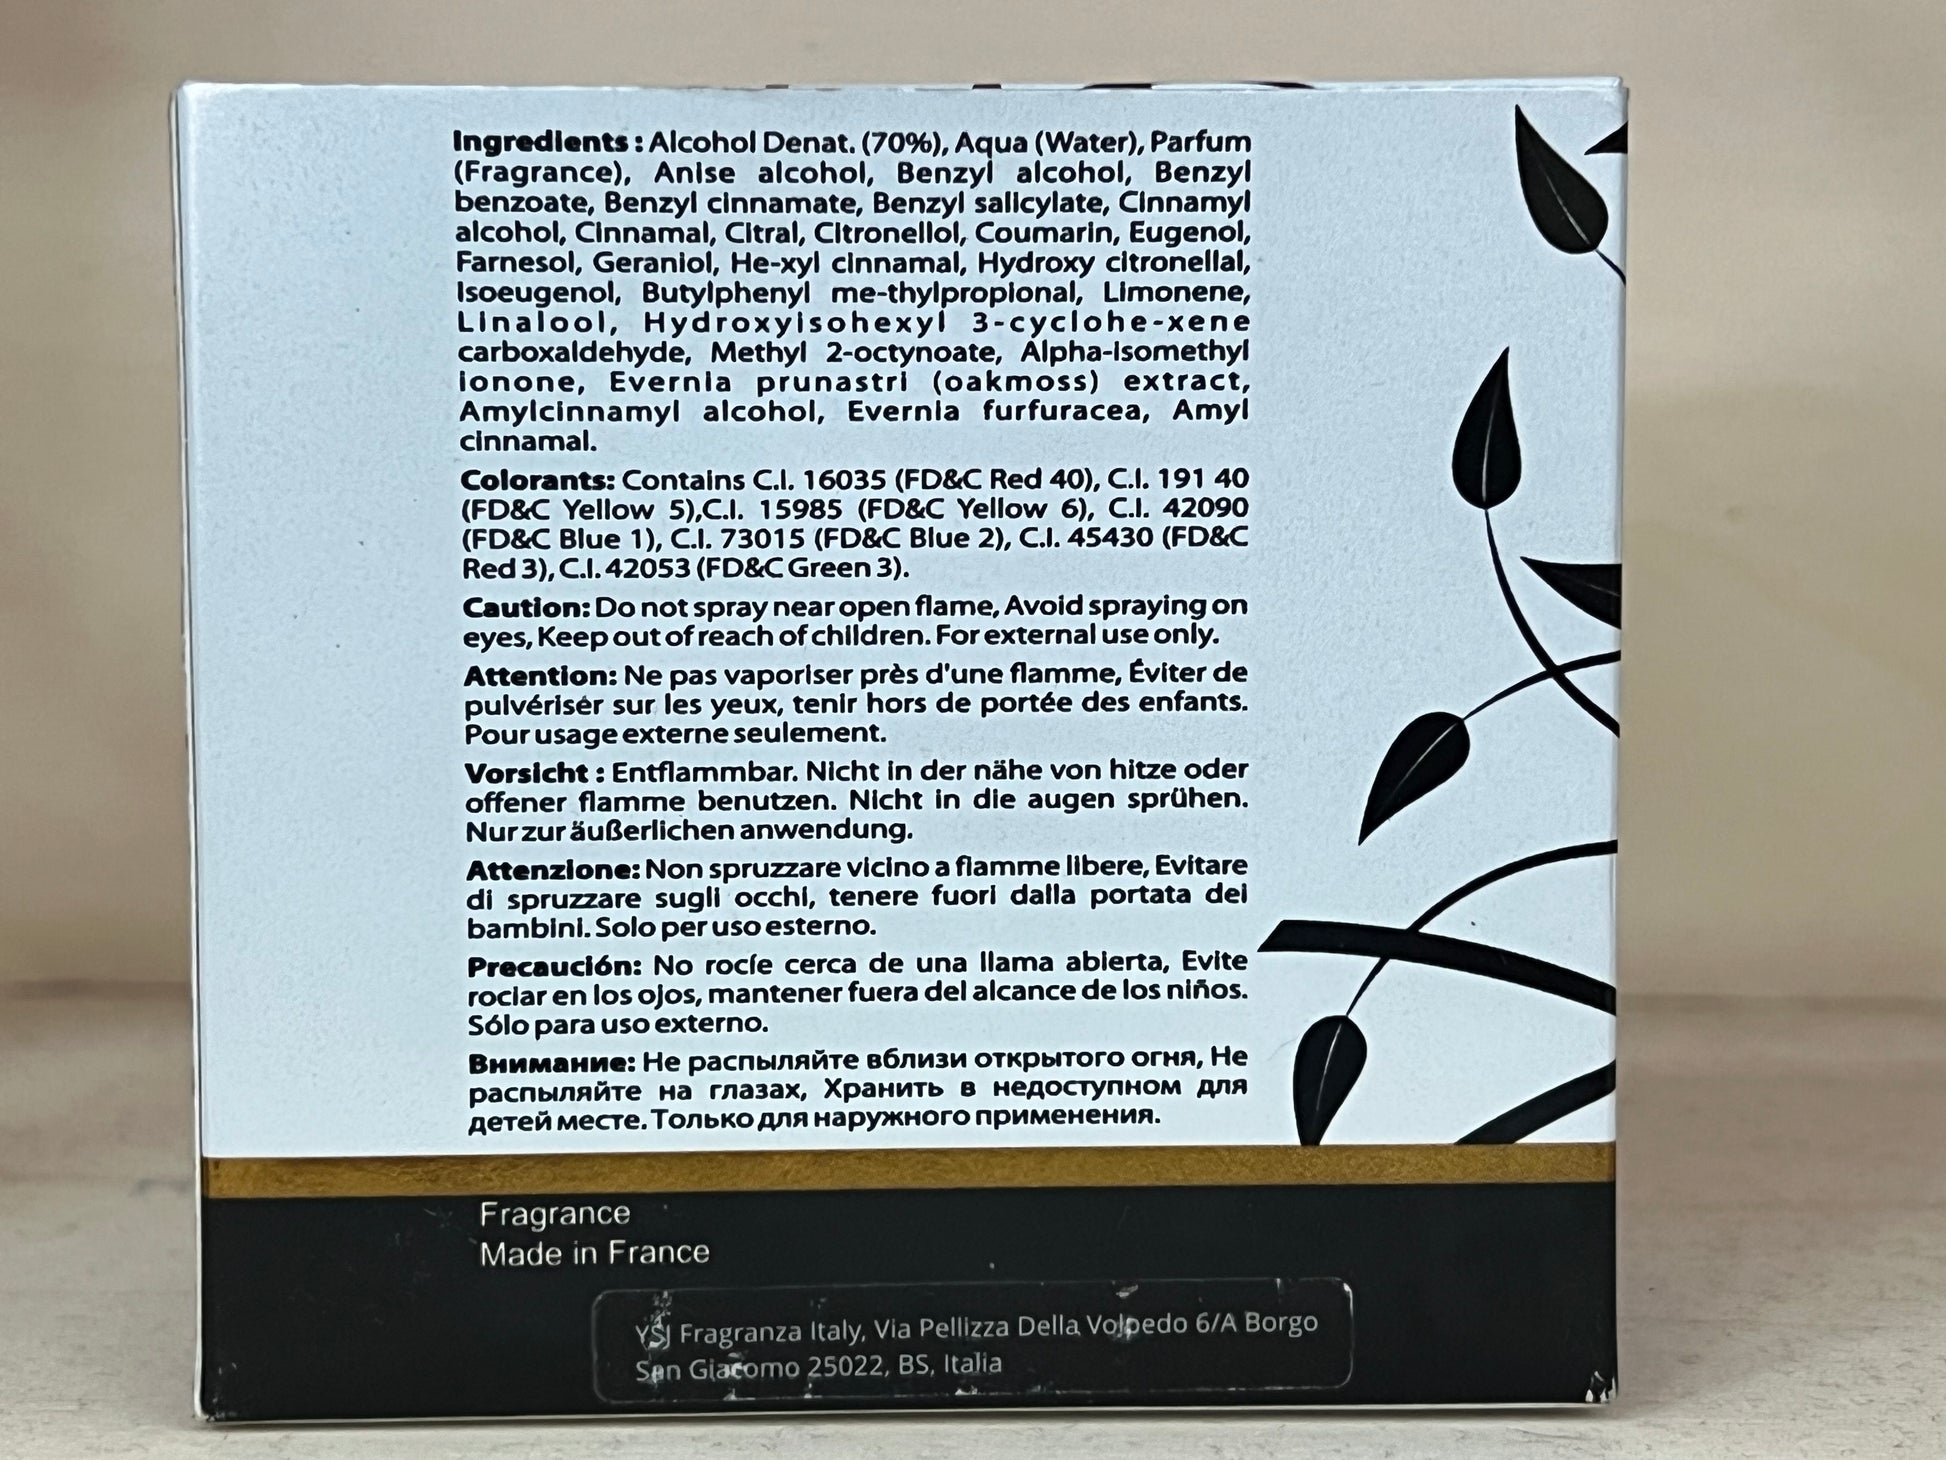 Ingredients : Alcohol Denat. (70%), Aqua (Water), Parfum
(Fragrance), Anise alcohol, Benzyl alcohol, Benzyl
benzoate, Benzyl cinnamate, Benzyl salicylate, Cinnamyl
alcohol, Cinnamal, Citral, Citronellol, Coumarin, Eugenol,
Farnesol, Geraniol, He-xyl cinnamal, Hydroxy citronellal,
Isoeugenol, Butylphenyl me-thylpropional, Limonene,
Linalool, Hydroxyisohexyl 3-cyclohe-xene
carboxaldehyde, Methyl 2-octynoate, Alpha-isomethyl
ionone, Evernia prunastri (oakmoss) extract,
Amylcinnamyl alcohol, Evernia furfuracea, Amyl
cinnamal.
Colorants: Contains C.I. 16035 (FD&C Red 40), C.I. 191 40
(FD&C Yellow 5),C.I. 15985 (FD&C Yellow 6), C.I. 42090
(FD&C Blue 1), C.I. 73015 (FD&C Blue 2), C.I. 45430 (FD&C
Red 3), C.I. 42053 (FD&C Green 3).
Caution: Do not spray near open flame, Avoid spraying on
eyes, Keep out of reach of children. For external use only.
Attention: Ne pas vaporiser près d'une flamme, Éviter de
pulvérisér sur les yeux, tenir hors de portée des enfants.
Pour usage externe seulement.
Vorsicht : Entflammbar. Nicht in der nähe von hitze oder
offener flamme benutzen. Nicht in die augen sprühen.
Nur zur äußerlichen anwendung.
Attenzione: Non spruzzare vicino a fiamme libere, Evitare
di spruzzare sugli occhi, tenere fuori dalla portata dei
bambini. Solo per uso esterno.
Precaución: No rocíe cerca de una llama abierta, Evite
rociar en los ojos, mantener fuera del alcance de los niños.
Sólo para uso externo.
Внимание: Не распыляйте вблизи открытого огня, Не
распыляйте на глазах, Хранить в недоступном для
детей месте. Только для наружного применения.
Fragrance
Made in France
YSJ Fragranza Italy, Via Pellizza Della Volpedo 6/A Borgo
San Giacomo 25022, BS, Italia